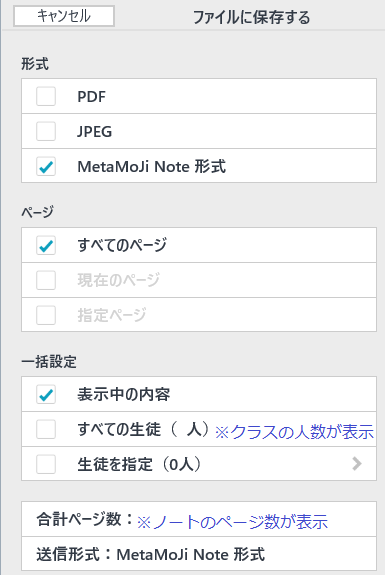 キャンセル ファイルに保存する
形式
PDF
JPEG
MetaMoJi Note 形式
ページ
すべてのページ
現在のページ
指定ページ
一括設定
表示中の内容
すべての生徒（ 人）※クラスの人数が表示
生徒を指定（0人）
合計ページ数：※ノートのページ数が表示
送信形式：MetaMoJi Note 形式